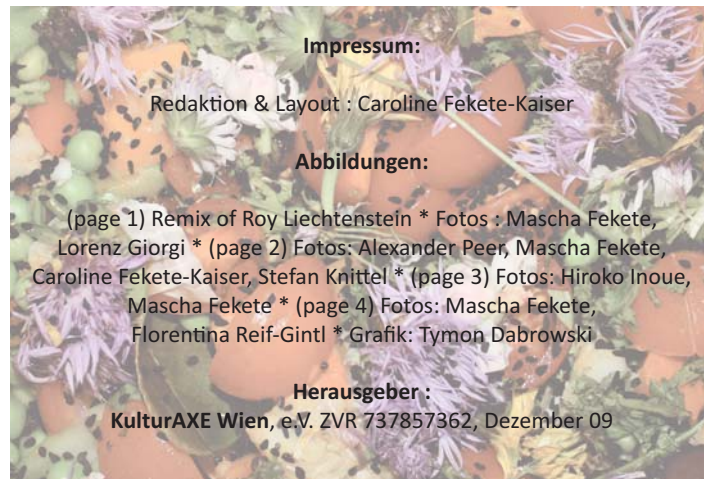 Impressum:
Redaktion & Layout : Caroline Fekete-Kaiser
Abbildungen:
(page 1) Remix of Roy Liechtenstein * Fotos : Mascha Fekete,
Lorenz Giorgi * (page 2) Fotos: Alexander Peer, Mascha Fekete,
Caroline Fekete-Kaiser, Stefan Knittel * (page 3) Fotos: Hiroko Inoue,
Mascha Fekete * (page 4) Fotos: Mascha Fekete,
Florentina Reif-Gintl * Grafik: Tymon Dabrowski
Herausgeber :
KulturAXE Wien, e.V. ZVR 737857362, Dezember 09